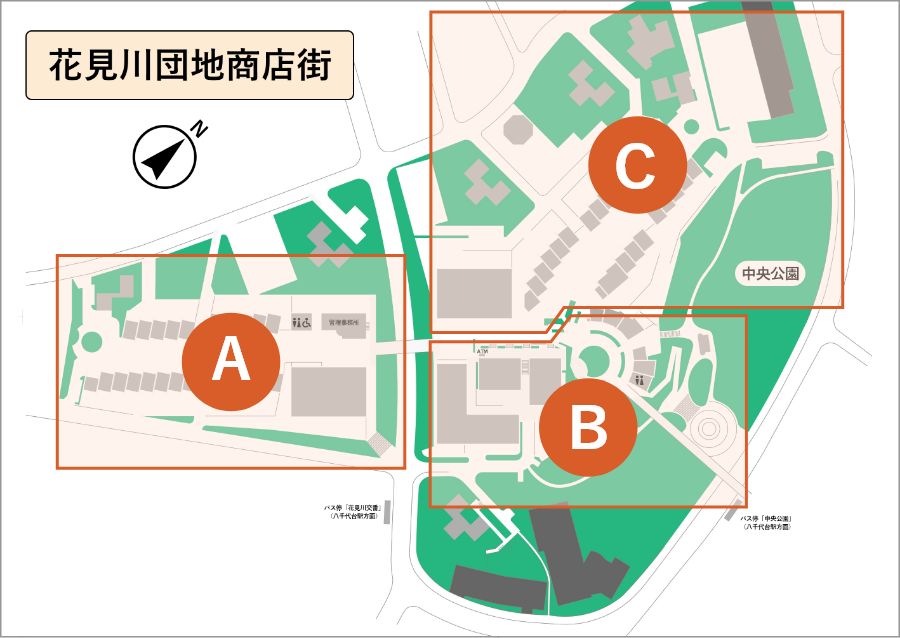 花見川団地商店街
N
C
中央公園
管理事務所
A
ATM
B
バス停「花見川交番」
(八千代台駅方面)
バス停「中央公園」
(八千代台駅方面)